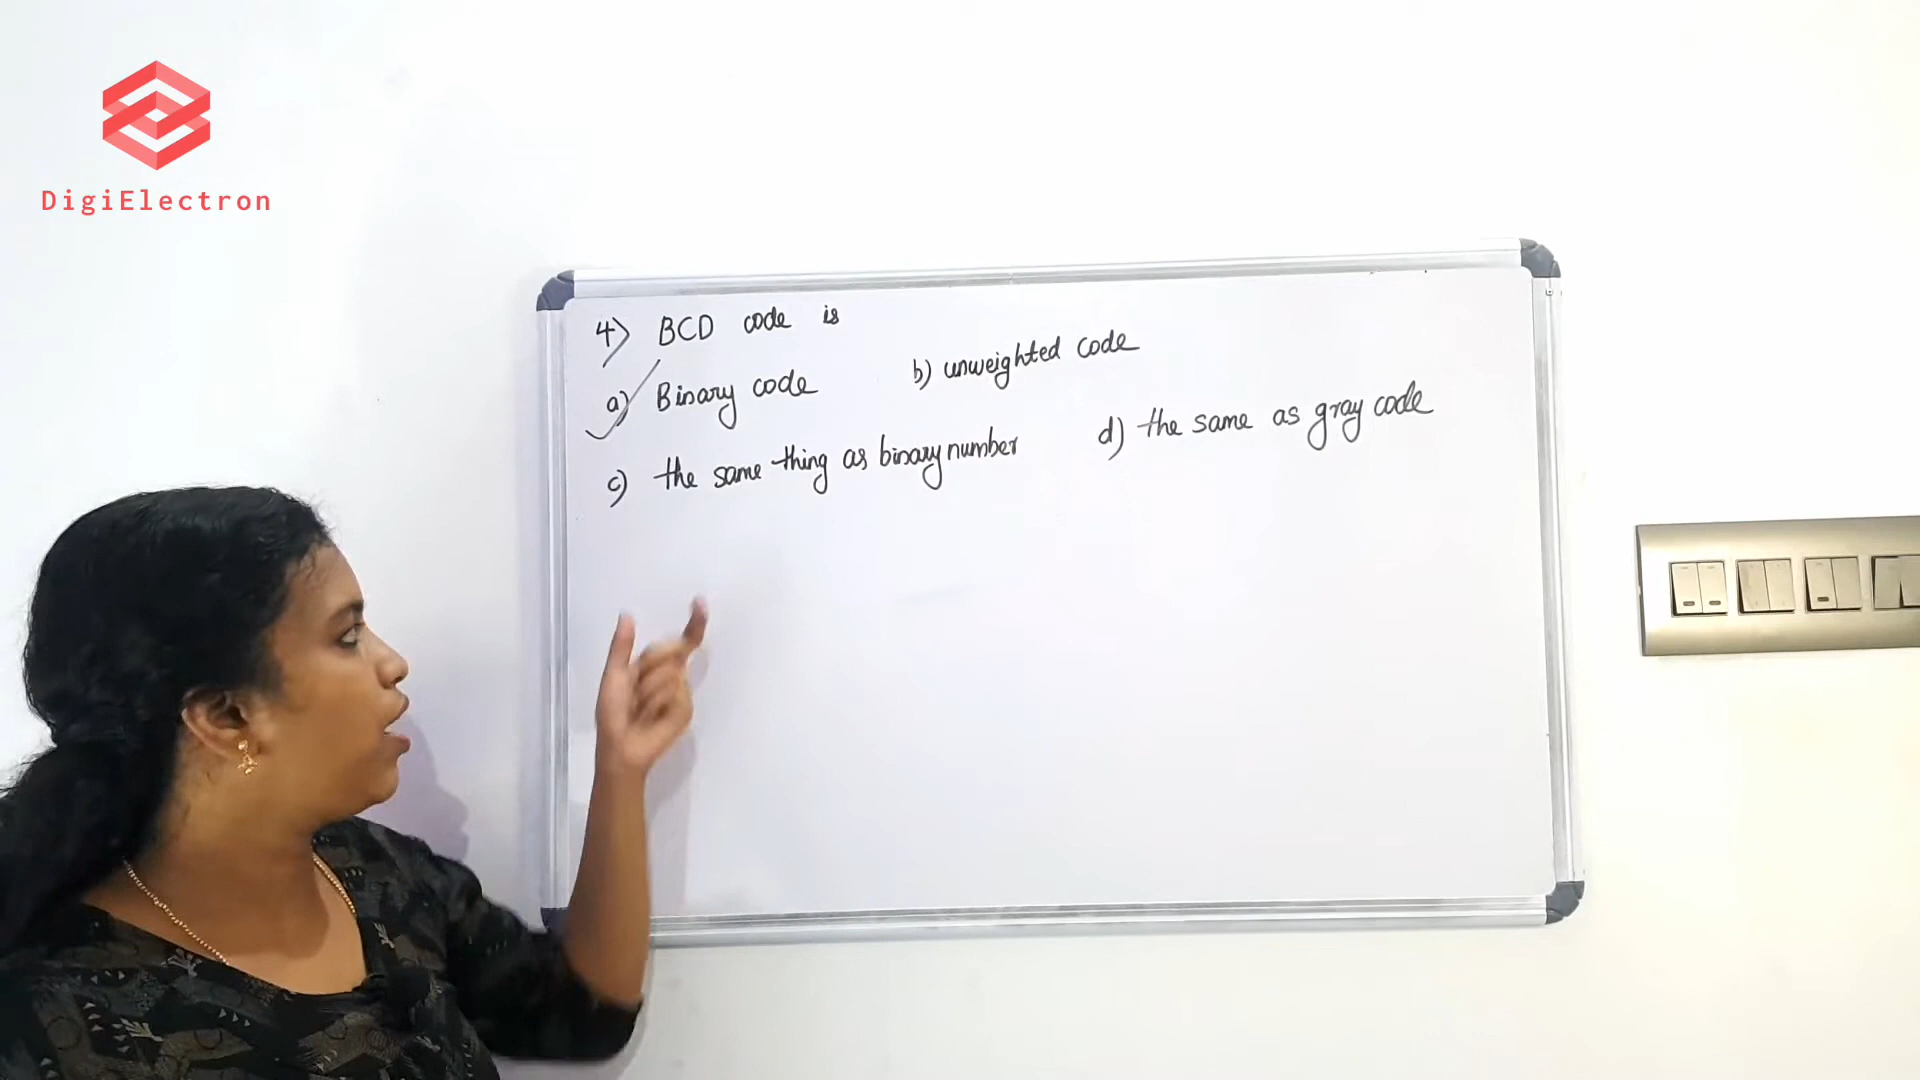 DigiElectron
4) BCD code is
a) Binary code b) unweighted code
c) the same thing as binary number d) the same as gray code